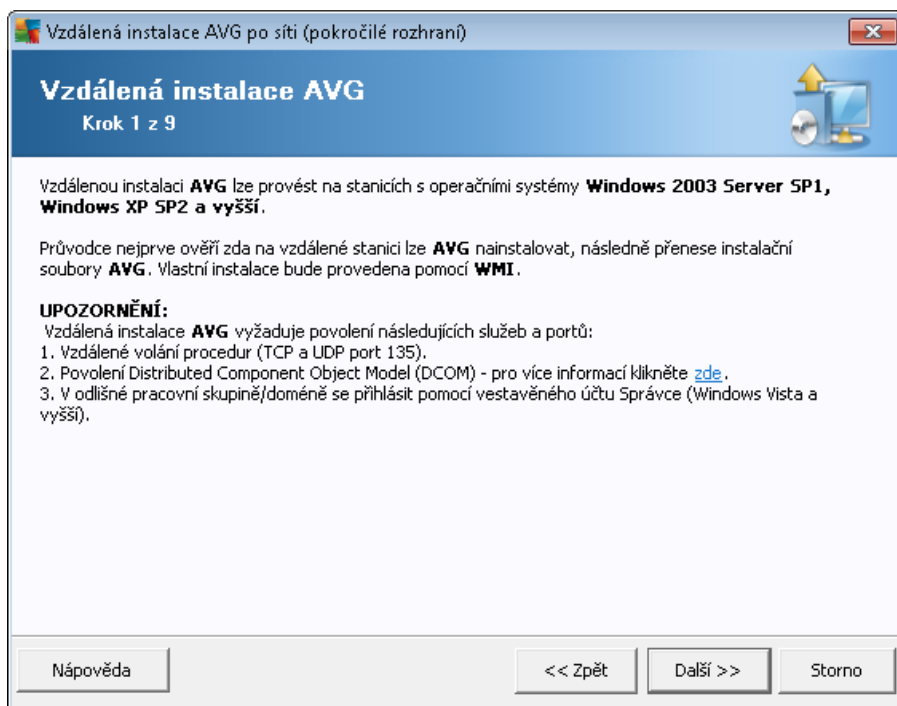 Vzdálená instalace AVG po síti (pokročilé rozhraní)
Vzdálená instalace AVG
Krok 1 z 9
Vzdálenou instalaci AVG lze provést na stanicích s operačními systémy Windows 2003 Server SP1,
Windows XP SP2 a vyšší.
Průvodce nejprve ověří zda na vzdálené stanici lze AVG nainstalovat, následně přenese instalační
soubory AVG. Vlastní instalace bude provedena pomocí WMI.
UPOZORNĚNÍ:
Vzdálená instalace AVG vyžaduje povolení následujících služeb a portů:
1. Vzdálené volání procedur (TCP a UDP port 135).
2. Povolení Distributed Component Object Model (DCOM) - pro více informací klikněte zde.
3. V odlišné pracovní skupině/doméně se přihlásit pomocí vestavěného účtu Správce (Windows Vista a
vyšší).
Nápověda
<< Zpět
Další >>
Storno